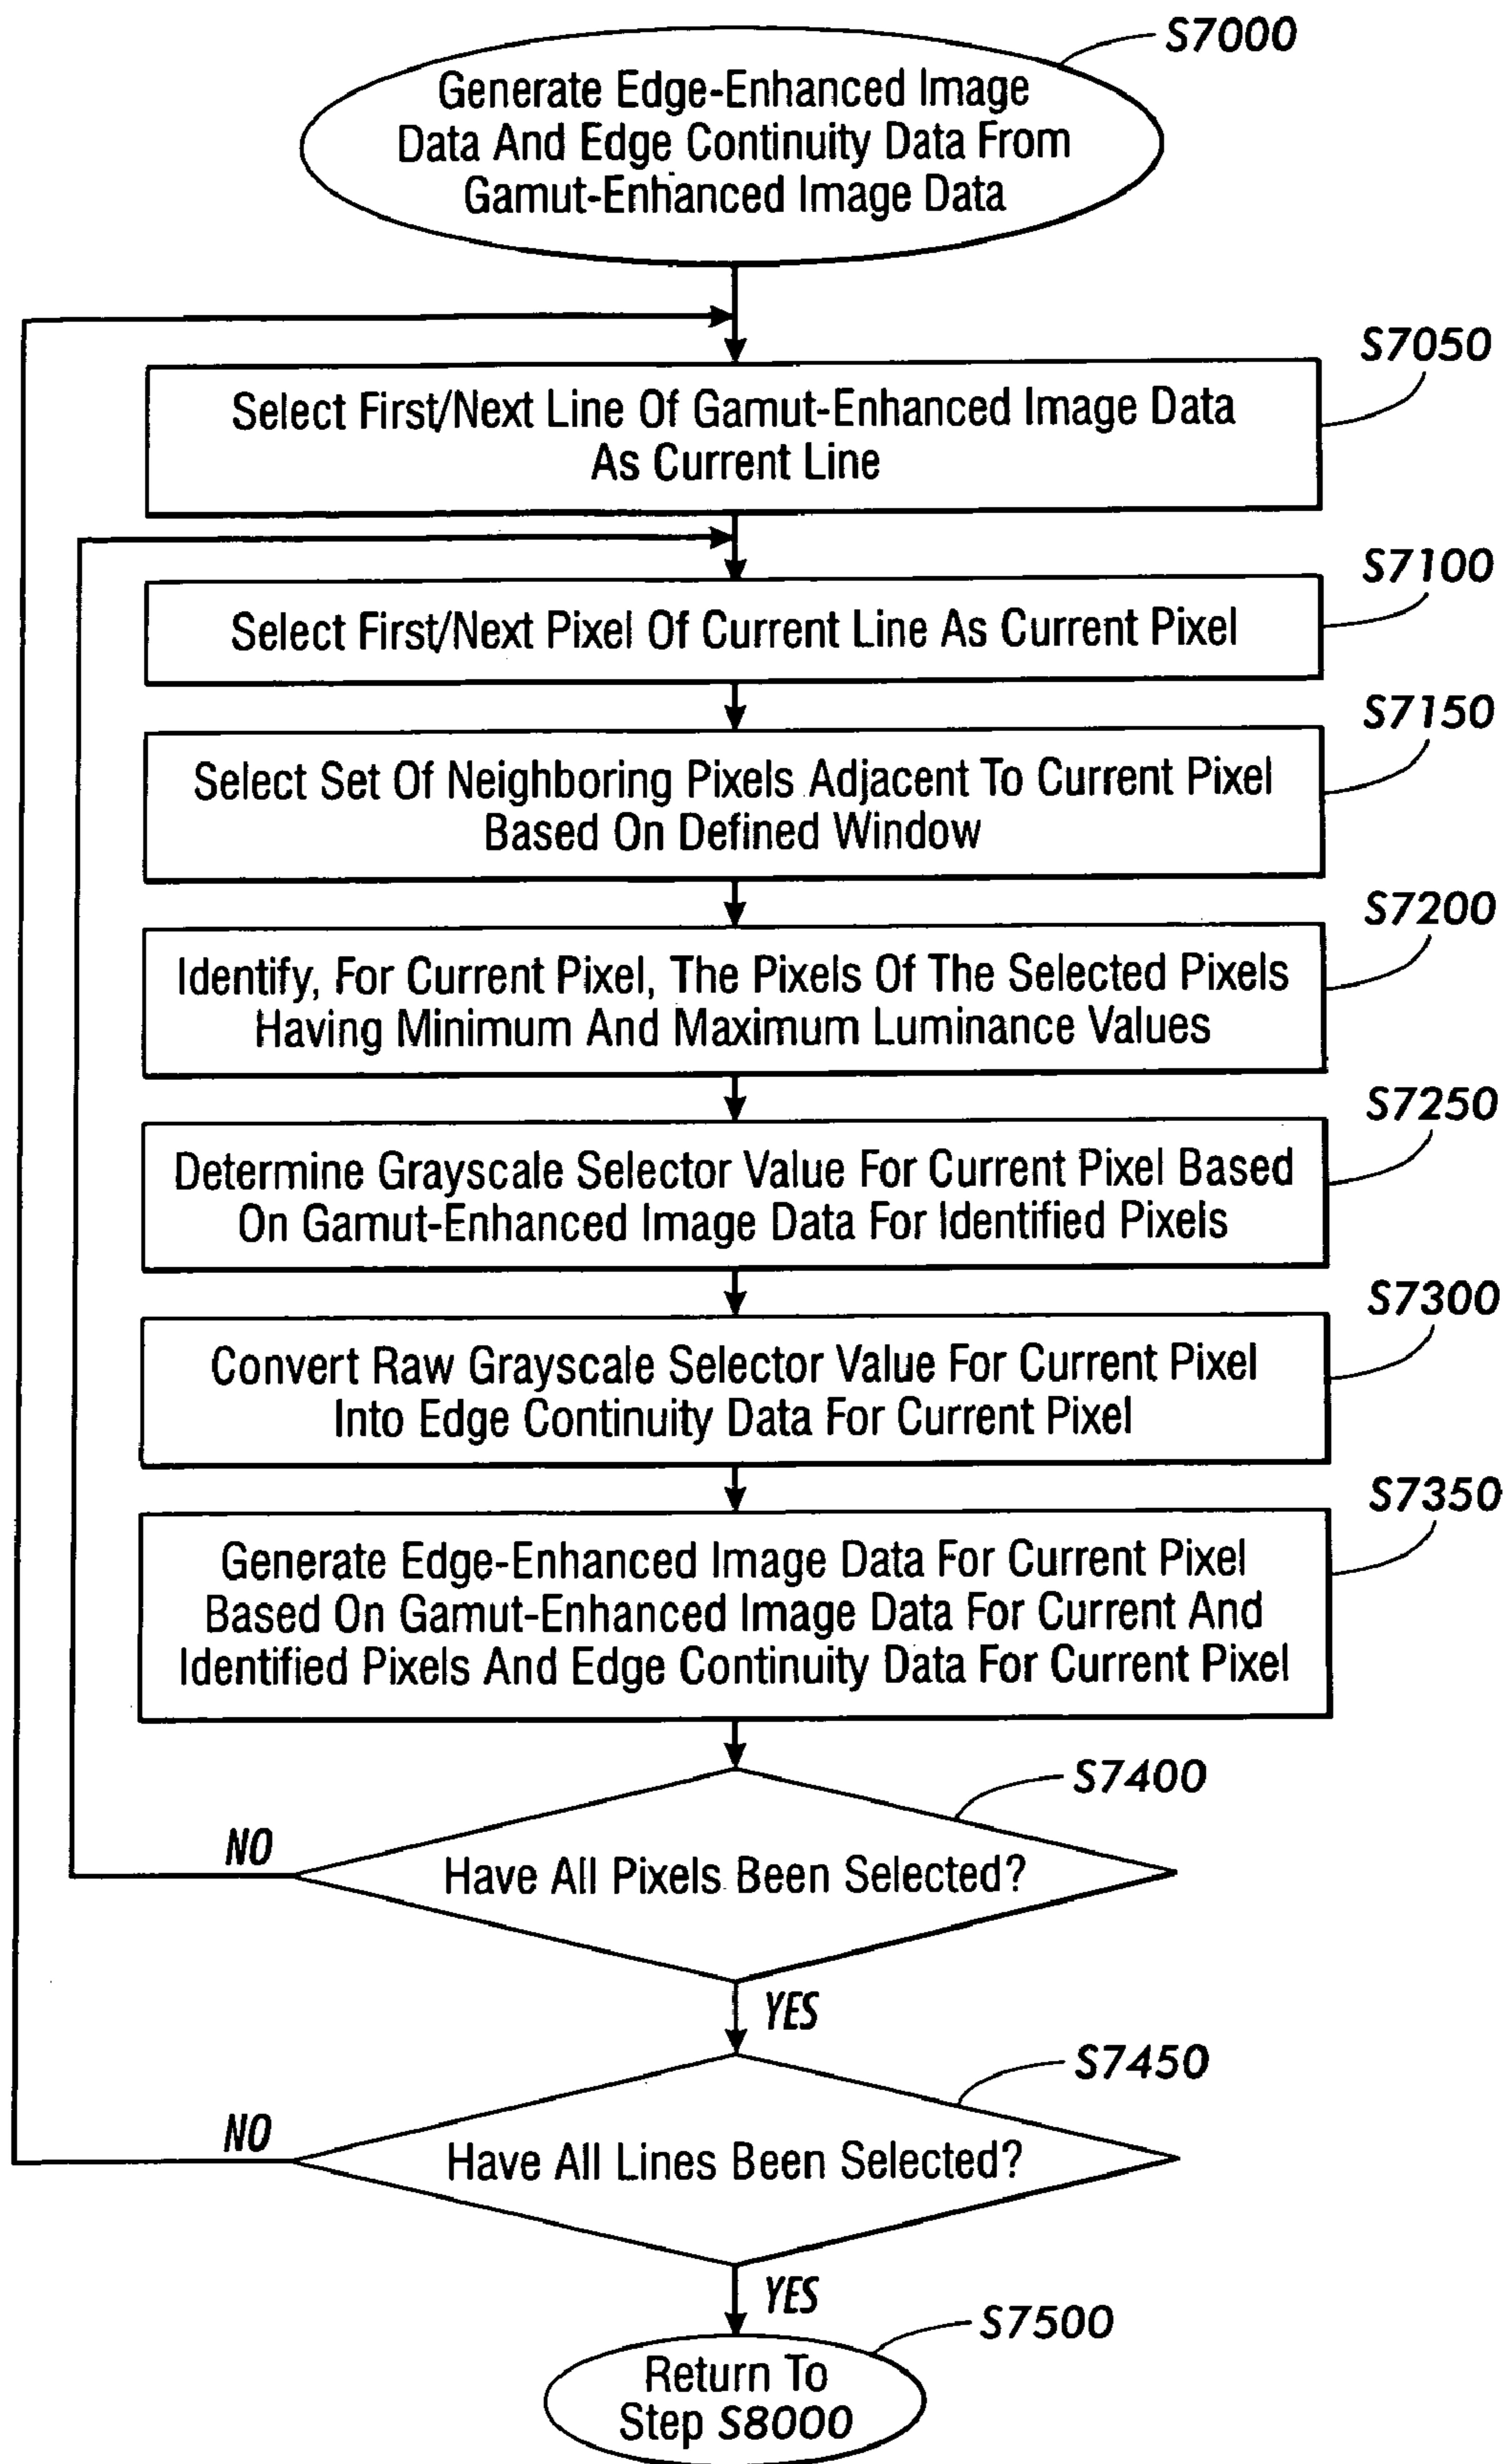 S7000
Generate Edge-Enhanced Image
Data And Edge Continuity Data From
Gamut-Enhanced Image Data
S7050
Select First/Next Line Of Gamut-Enhanced Image Data
As Current Line
S7100
Select First/Next Pixel Of Current Line As Current Pixel
S7150
Select Set Of Neighboring Pixels Adjacent To Current Pixel
Based On Defined Window
S7200
Identify, For Current Pixel, The Pixels Of The Selected Pixels
Having Minimum And Maximum Luminance Values
S7250
Determine Grayscale Selector Value For Current Pixel Based
On Gamut-Enhanced Image Data For Identified Pixels
S7300
Convert Raw Grayscale Selector Value For Current Pixel
Into Edge Continuity Data For Current Pixel
S7350
Generate Edge-Enhanced Image Data For Current Pixel
Based On Gamut-Enhanced Image Data For Current And
Identified Pixels And Edge Continuity Data For Current Pixel
S7400
NO
Have All Pixels Been Selected?
YES
S7450
NO
Have All Lines Been Selected?
YES
S7500
Return To
Step S8000